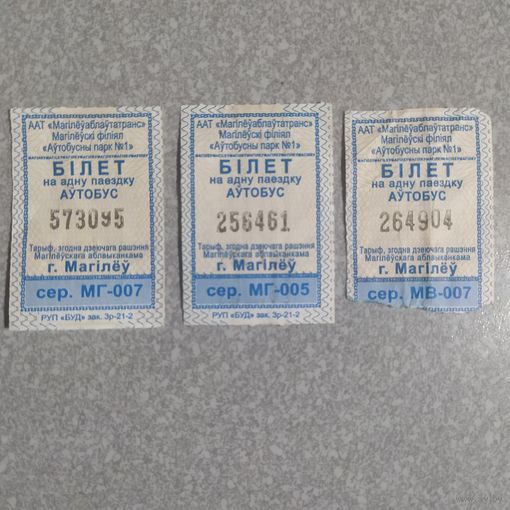 ААТ «Магілёўаблаўтатранс»
Магілёўскі філіял
«Аўтобусны парк №1»
БІЛЕТ
на адну паездку
АЎТОБУС
573095
Тарыф, згодна дзеючага рашэння
Магілёўскага аблвыканкама
г. Магілёў
сер. МГ-007
РУП «БУД» зак. Зр-21-2
ААТ «Магілёўаблаўтатранс»
Магілёўскі філіял
«Аўтобусны парк №1»
БІЛЕТ
на адну паездку
АЎТОБУС
256461
Тарыф, згодна дзеючага рашэння
Магілёўскага аблвыканкама
г. Магілёў
сер. МГ-005
РУП «БУД» зак. Зр-21-2
ААТ «Магілёўаблаўтатранс»
Магілёўскі філіял
«Аўтобусны парк №1»
БІЛЕТ
на адну паездку
АЎТОБУС
264904
Тарыф, згодна дзеючага рашэння
Магілёўскага аблвыканкама
г. Магілёў
сер. МВ-007